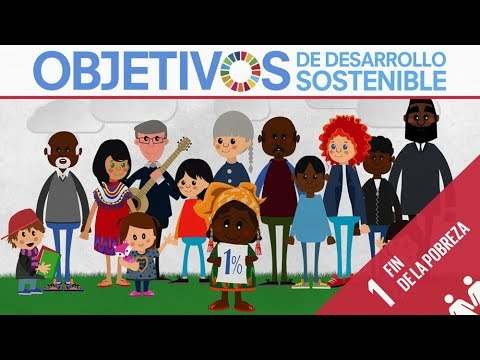 OBJETIVOS
DE DESARROLLO
SOSTENIBLE
1%
1 FIN
DE LA POBREZA